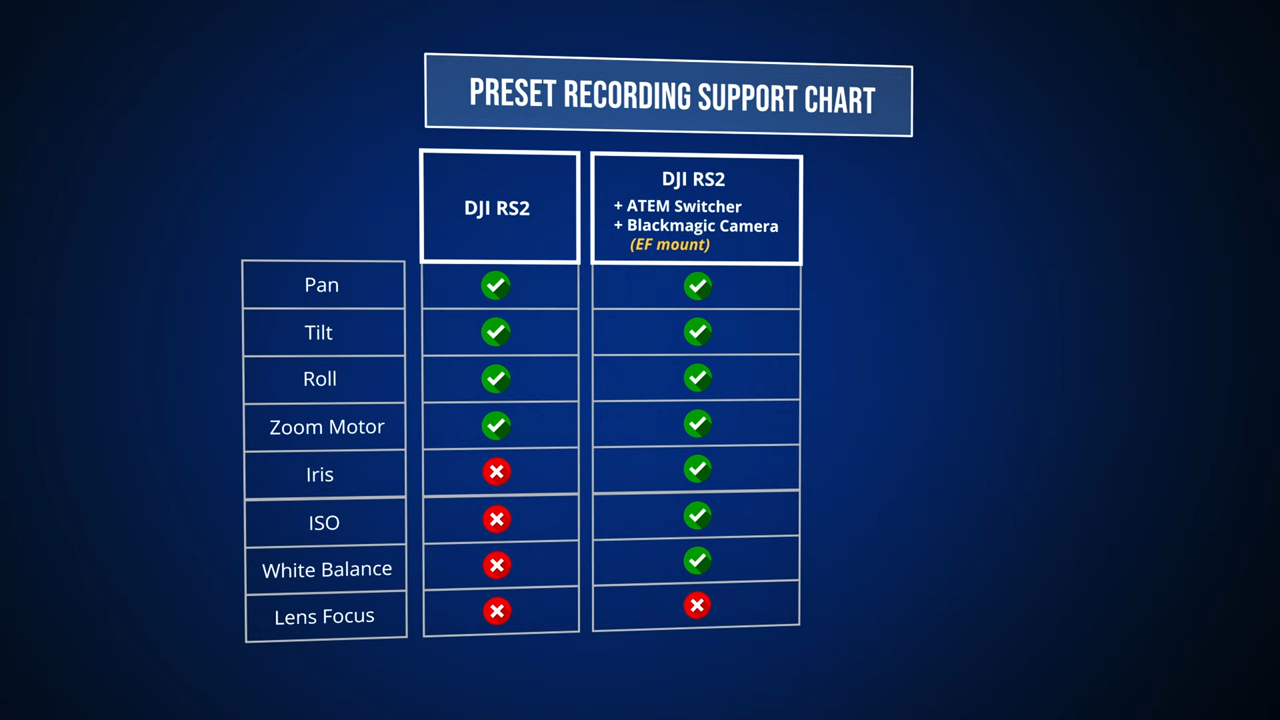 PRESET RECORDING SUPPORT CHART
DJI RS2
DJI RS2
+ ATEM Switcher
+ Blackmagic Camera
(EF mount)
Pan
Tilt
Roll
Zoom Motor
Iris
ISO
White Balance
Lens Focus